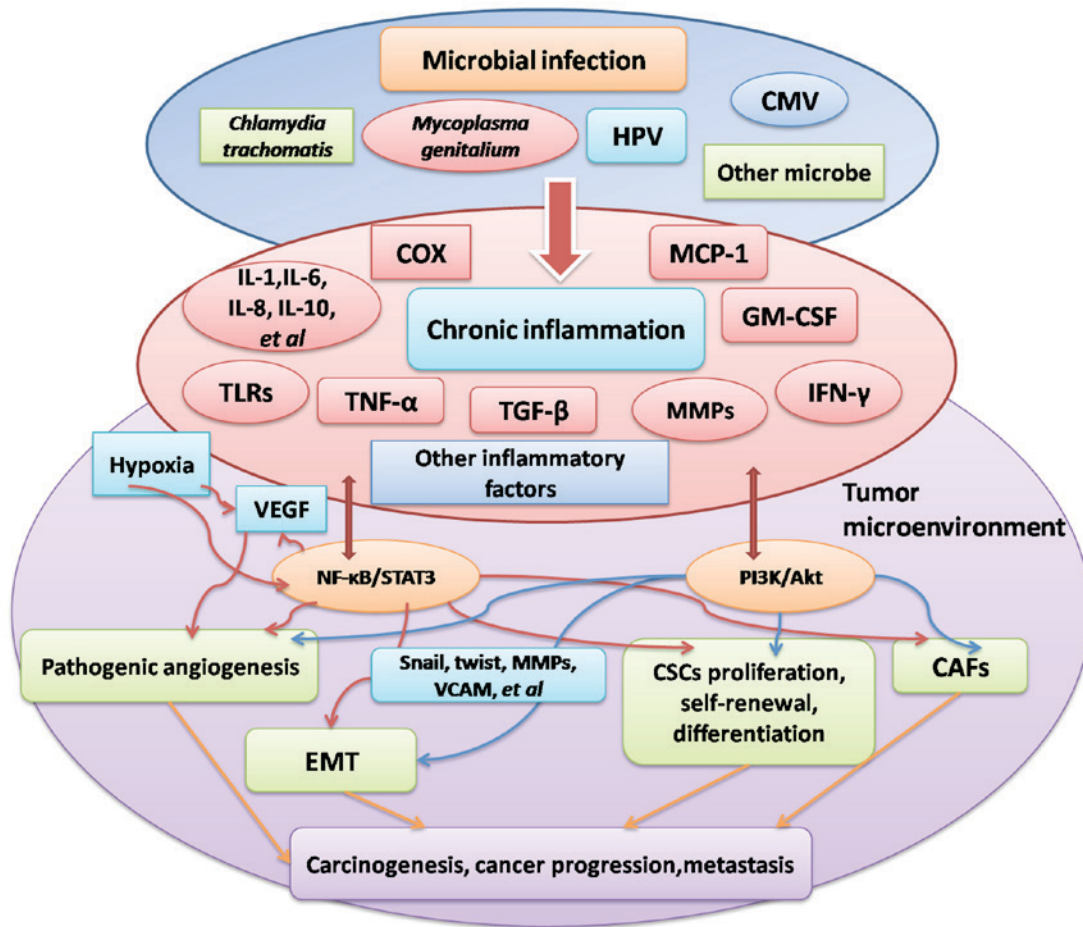 Microbial infection
CMV
Chlamydia
trachomatis
Mycoplasma
genitalium
HPV
Other microbe
COX
MCP-1
IL-1,IL-6,
IL-8, IL-10,
et al
Chronic inflammation
GM-CSF
TLRs
TNF-α
TGF-β
MMPs
IFN-γ
Other inflammatory
factors
Hypoxia
VEGF
Tumor
microenvironment
NF-κB/STAT3
PI3K/Akt
Pathogenic angiogenesis
Snail, twist, MMPs,
VCAM, et al
CSCs proliferation,
self-renewal,
differentiation
CAFs
EMT
Carcinogenesis, cancer progression,metastasis